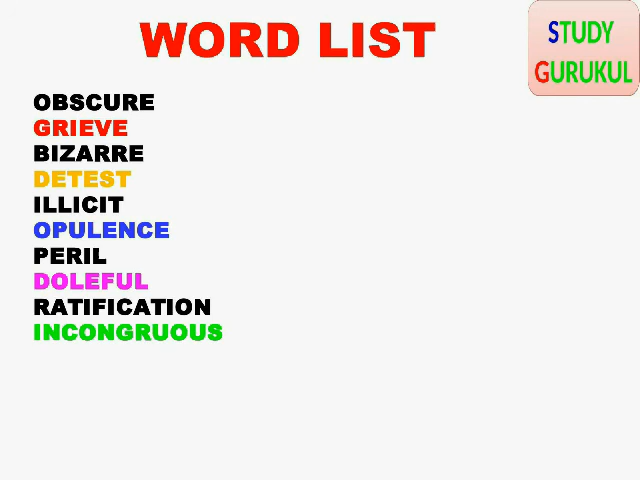 WORD LIST
STUDY
GURUKUL
OBSCURE
GRIEVE
BIZARRE
DETEST
ILLICIT
OPULENCE
PERIL
DOLEFUL
RATIFICATION
INCONGRUOUS